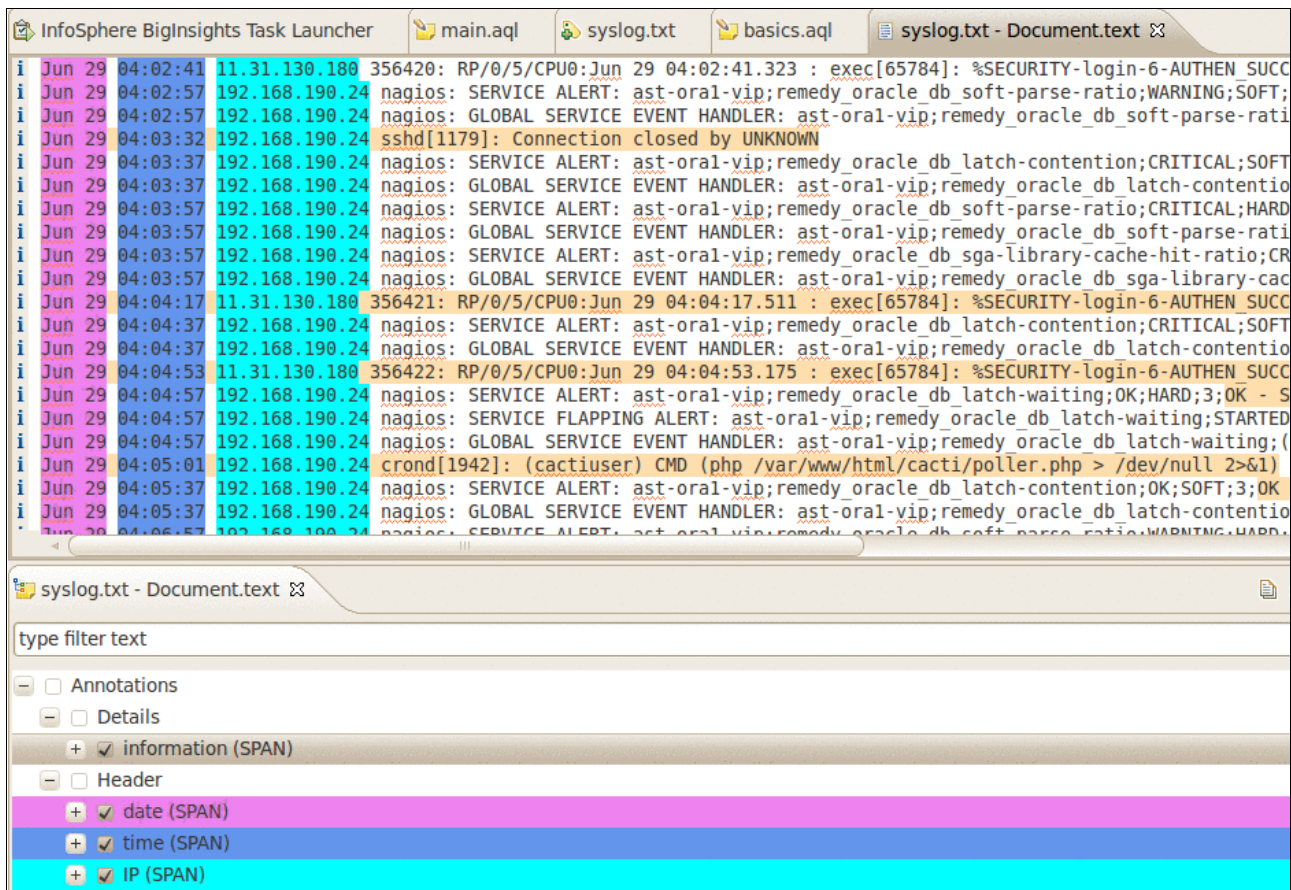 InfoSphere BigInsights Task Launcher main.aql syslog.txt basics.aql syslog.txt - Document.text
i Jun 29 04:02:41 11.31.130.180 356420: RP/0/5/CPU0:Jun 29 04:02:41.323 : exec[65784]: %SECURITY-login-6-AUTHEN_SUCC
i Jun 29 04:02:57 192.168.190.24 nagios: SERVICE ALERT: ast-ora1-vip;remedy_oracle_db_soft-parse-ratio;WARNING;SOFT;
i Jun 29 04:02:57 192.168.190.24 nagios: GLOBAL SERVICE EVENT HANDLER: ast-ora1-vip;remedy_oracle_db_soft-parse-rati
i Jun 29 04:03:32 192.168.190.24 sshd[1179]: Connection closed by UNKNOWN
i Jun 29 04:03:37 192.168.190.24 nagios: SERVICE ALERT: ast-ora1-vip;remedy_oracle_db_latch-contention;CRITICAL;SOFT
i Jun 29 04:03:37 192.168.190.24 nagios: GLOBAL SERVICE EVENT HANDLER: ast-ora1-vip;remedy_oracle_db_latch-contentio
i Jun 29 04:03:57 192.168.190.24 nagios: SERVICE ALERT: ast-ora1-vip;remedy_oracle_db_soft-parse-ratio;CRITICAL;HARD
i Jun 29 04:03:57 192.168.190.24 nagios: GLOBAL SERVICE EVENT HANDLER: ast-ora1-vip;remedy_oracle_db_soft-parse-rati
i Jun 29 04:03:57 192.168.190.24 nagios: SERVICE ALERT: ast-ora1-vip;remedy_oracle_db_sga-library-cache-hit-ratio;CR
i Jun 29 04:03:57 192.168.190.24 nagios: GLOBAL SERVICE EVENT HANDLER: ast-ora1-vip;remedy_oracle_db_sga-library-cac
i Jun 29 04:04:17 11.31.130.180 356421: RP/0/5/CPU0:Jun 29 04:04:17.511 : exec[65784]: %SECURITY-login-6-AUTHEN_SUCC
i Jun 29 04:04:37 192.168.190.24 nagios: SERVICE ALERT: ast-ora1-vip;remedy_oracle_db_latch-contention;CRITICAL;SOFT
i Jun 29 04:04:37 192.168.190.24 nagios: GLOBAL SERVICE EVENT HANDLER: ast-ora1-vip;remedy_oracle_db_latch-contentio
i Jun 29 04:04:53 11.31.130.180 356422: RP/0/5/CPU0:Jun 29 04:04:53.175 : exec[65784]: %SECURITY-login-6-AUTHEN_SUCC
i Jun 29 04:04:57 192.168.190.24 nagios: SERVICE ALERT: ast-ora1-vip;remedy_oracle_db_latch-waiting;OK;HARD;3;OK - S
i Jun 29 04:04:57 192.168.190.24 nagios: SERVICE FLAPPING ALERT: ast-ora1-vip;remedy_oracle_db_latch-waiting;STARTED
i Jun 29 04:04:57 192.168.190.24 nagios: GLOBAL SERVICE EVENT HANDLER: ast-ora1-vip;remedy_oracle_db_latch-waiting;(
i Jun 29 04:05:01 192.168.190.24 crond[1942]: (cactiuser) CMD (php /var/www/html/cacti/poller.php > /dev/null 2>&1)
i Jun 29 04:05:37 192.168.190.24 nagios: SERVICE ALERT: ast-ora1-vip;remedy_oracle_db_latch-contention;OK;SOFT;3;OK
i Jun 29 04:05:37 192.168.190.24 nagios: GLOBAL SERVICE EVENT HANDLER: ast-ora1-vip;remedy_oracle_db_latch-contentio
Jun 29 04:06:57 192.168.190.24 nagios: SERVICE ALERT: ast-ora1-vip;remedy_oracle_db_soft-parse-ratio;WARNING;HARD;
syslog.txt - Document.text
type filter text
Annotations
Details
information (SPAN)
Header
date (SPAN)
time (SPAN)
IP (SPAN)